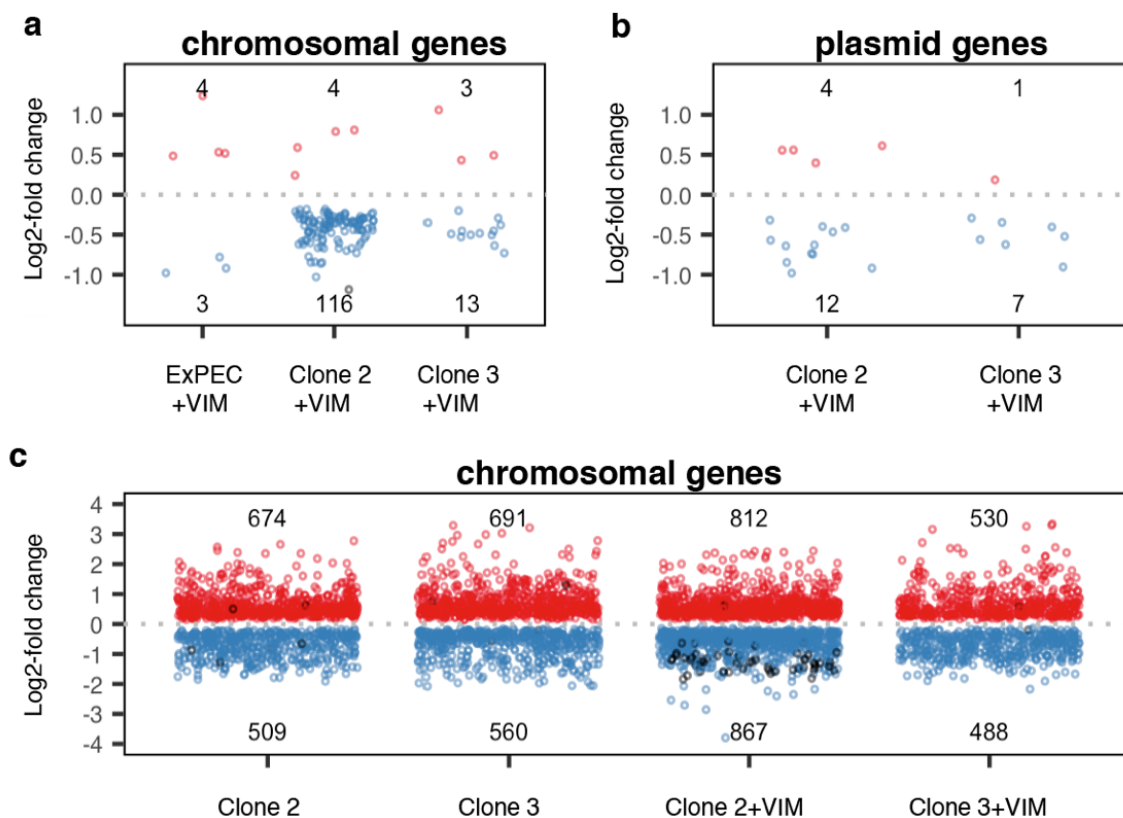 a
chromosomal genes
Log2-fold change
1.0
0.5
0.0
-0.5
-1.0
4
4
3
3
116
13
ExPEC
+VIM
Clone 2
+VIM
Clone 3
+VIM
b
plasmid genes
Log2-fold change
1.0
0.5
0.0
-0.5
-1.0
4
1
12
7
Clone 2
+VIM
Clone 3
+VIM
c
chromosomal genes
Log2-fold change
4
3
2
1
0
-1
-2
-3
-4
674
691
812
530
509
560
867
488
Clone 2
Clone 3
Clone 2+VIM
Clone 3+VIM